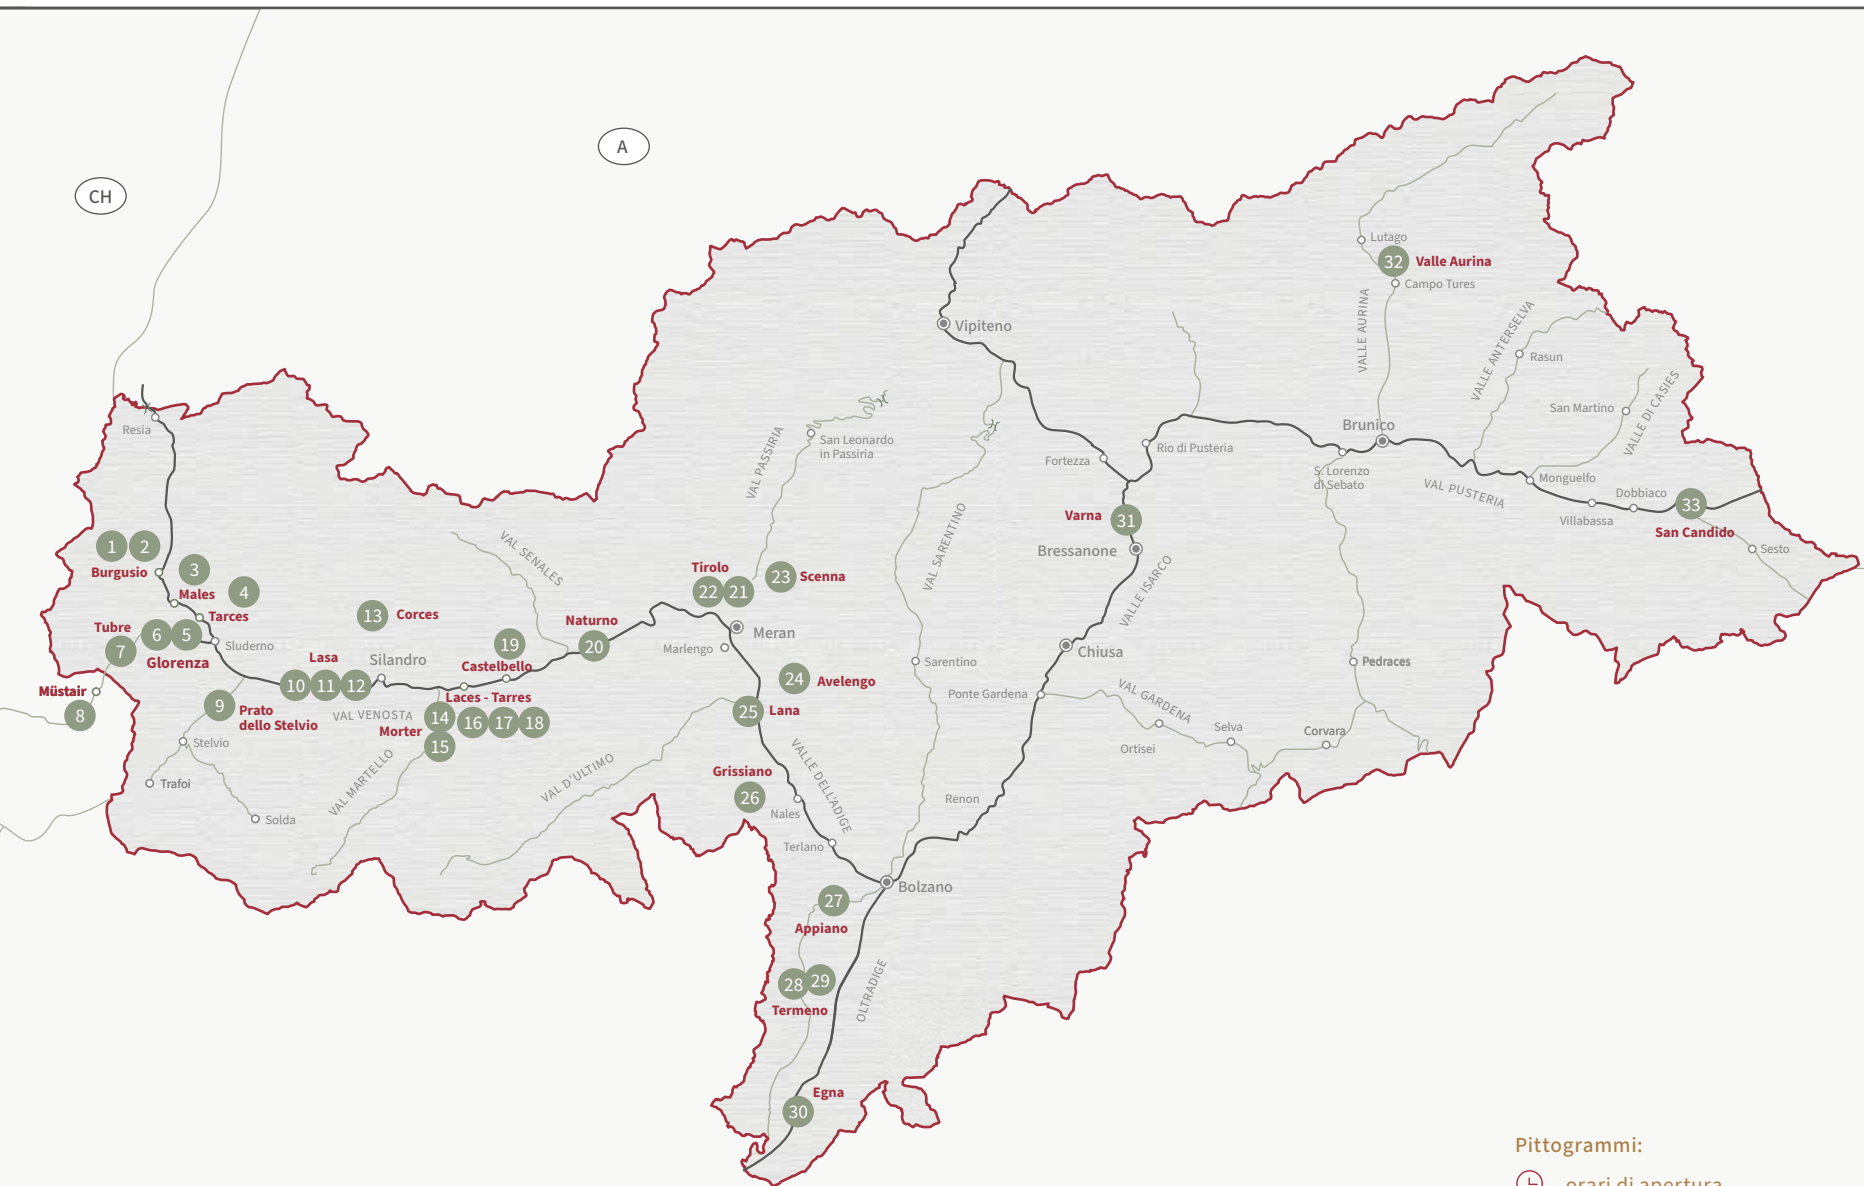 A
CH
Lutago
32
Valle Aurina
Campo Tures
VALLE AURINA
VALLE ANTERSELVA
Rasun
Vipiteno
San Martino
VALLE DI CASIES
Resia
San Leonardo
in Passiria
VAL PASSIRIA
Brunico
Fortezza
Rio di Pusteria
S. Lorenzo
di Sebato
VAL PUSTERIA
Monguelfo
Dobbiaco
33
Villabassa
San Candido
Sesto
Varna
31
Bressanone
VALLE ISARCO
VAL SARENTINO
VAL SENALES
1
2
Burgusio
3
Males
4
Tarces
Tubre
6
5
7
Glorenza
Sluderno
13
Corces
Tirolo
22
21
23
Scenna
Naturno
20
Meran
Marlengo
19
Castelbello
Lasa
Silandro
10
11
12
Müstair
8
9
Prato
dello Stelvio
VAL VENOSTA
Laces - Tarres
14
16
17
18
Morter
15
24
Avelengo
25
Lana
Sarentino
Chiusa
Ponte Gardena
VAL GARDENA
Ortisei
Selva
Corvara
Pedraces
Stelvio
Trafoi
Solda
VAL MARTELLO
VAL D'ULTIMO
Grissiano
26
Nales
VALLE DELL'ADIGE
Renon
Terlano
Bolzano
27
Appiano
28
29
Termeno
OLTRADIGE
Egna
30
Pittogrammi:
orari di apertura